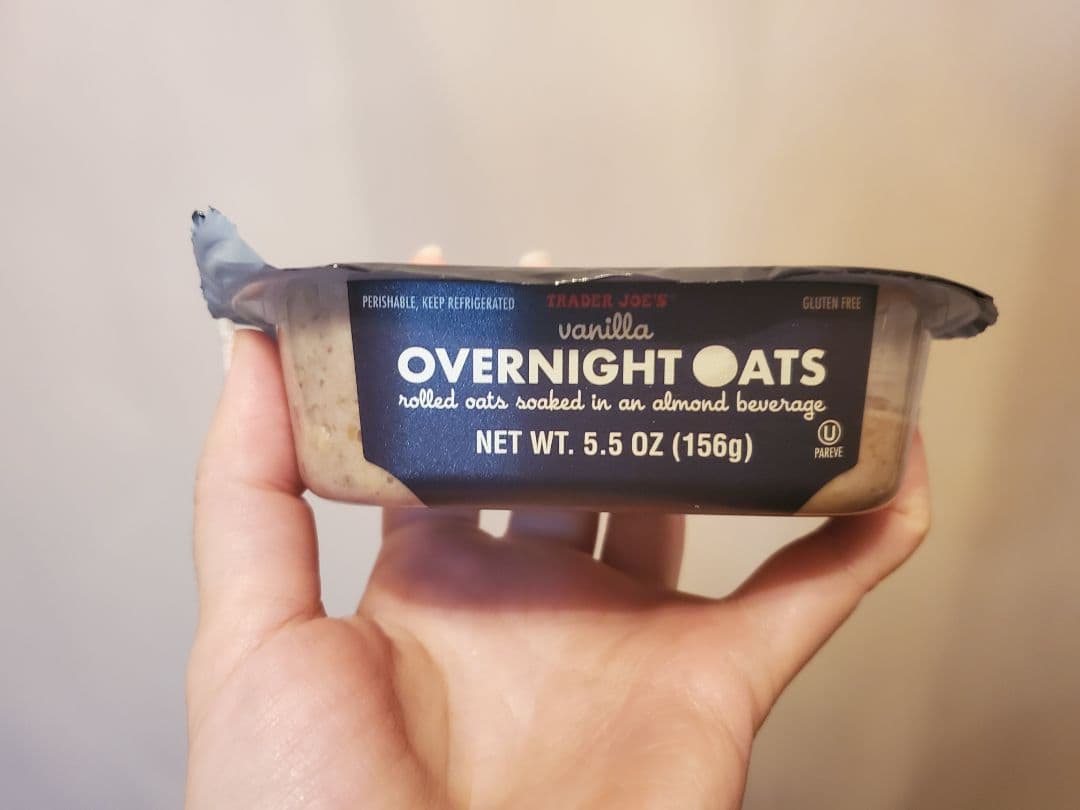 PERISHABLE, KEEP REFRIGERATED
TRADER JOE'S
GLUTEN FREE
vanilla
OVERNIGHT OATS
rolled oats soaked in an almond beverage
NET WT. 5.5 OZ (156g)
U
PAREVE